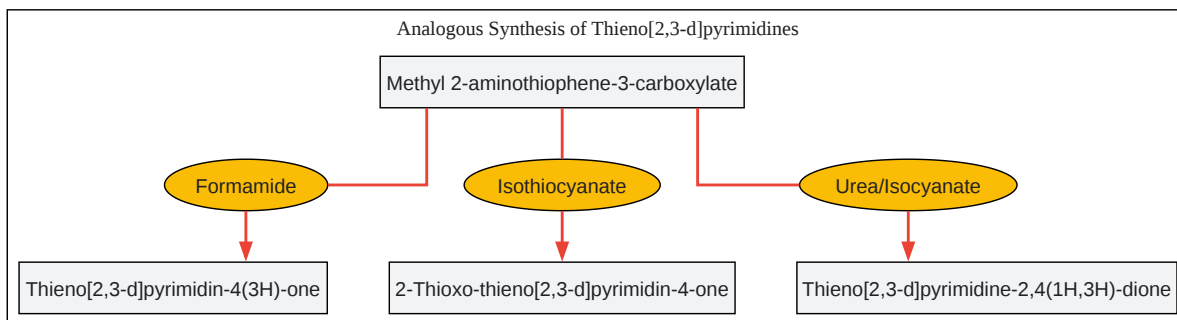 Analogous Synthesis of Thieno[2,3-d]pyrimidines
Methyl 2-aminothiophene-3-carboxylate
Formamide
Isothiocyanate
Urea/Isocyanate
Thieno[2,3-d]pyrimidin-4(3H)-one
2-Thioxo-thieno[2,3-d]pyrimidin-4-one
Thieno[2,3-d]pyrimidine-2,4(1H,3H)-dione